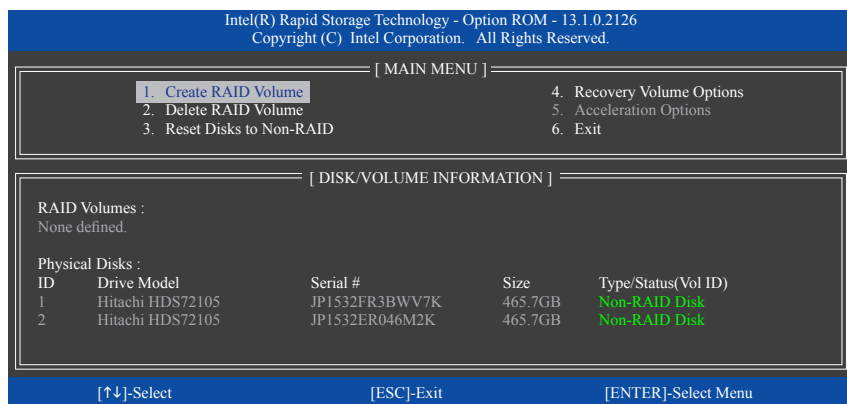 Intel(R) Rapid Storage Technology - Option ROM - 13.1.0.2126
Copyright (C) Intel Corporation. All Rights Reserved.
[ MAIN MENU ]
1. Create RAID Volume
2. Delete RAID Volume
3. Reset Disks to Non-RAID
4. Recovery Volume Options
5. Acceleration Options
6. Exit
[ DISK/VOLUME INFORMATION ]
RAID Volumes :
None defined.
Physical Disks :
ID Drive Model Serial # Size Type/Status(Vol ID)
1 Hitachi HDS72105 JP1532FR3BWV7K 465.7GB Non-RAID Disk
2 Hitachi HDS72105 JP1532ER046M2K 465.7GB Non-RAID Disk
[↑↓]-Select [ESC]-Exit [ENTER]-Select Menu